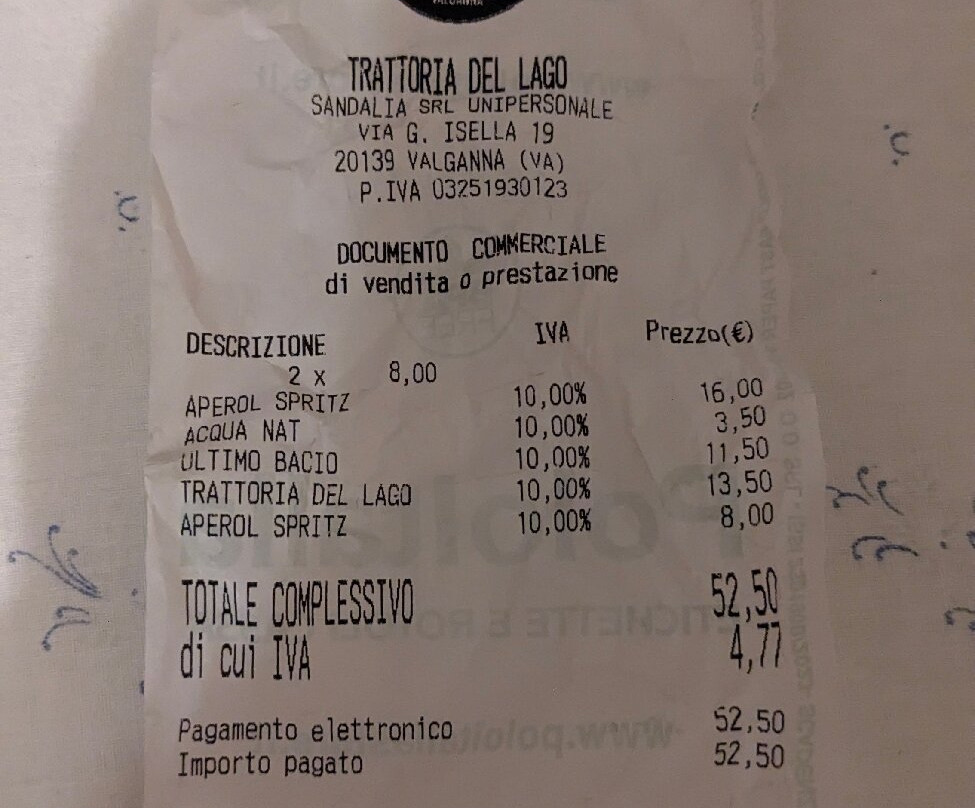 TRATTORIA DEL LAGO
SANDALIA SRL UNIPERSONALE
VIA G. ISELLA 19
20139 VALGANNA (VA)
P.IVA 03251930123
DOCUMENTO COMMERCIALE
di vendita o prestazione
DESCRIZIONE IVA Prezzo(€)
2 x 8,00
APEROL SPRITZ 10,00% 16,00
ACQUA NAT 10,00% 3,50
ULTIMO BACIO 10,00% 11,50
TRATTORIA DEL LAGO 10,00% 13,50
APEROL SPRITZ 10,00% 8,00
TOTALE COMPLESSIVO 52,50
di cui IVA 4,77
Pagamento elettronico 52,50
Importo pagato 52,50